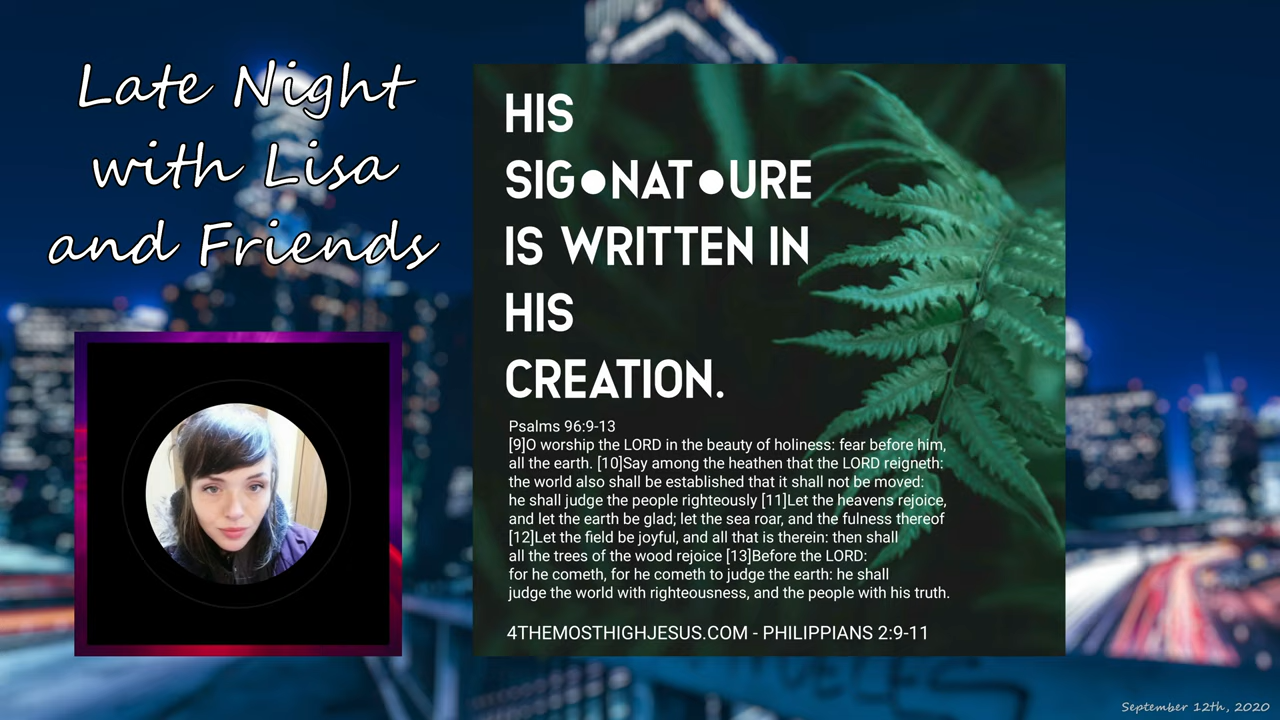 Late Night
with Lisa
and Friends
HIS
SIG●NAT●URE
IS WRITTEN IN
HIS
CREATION.
Psalms 96:9-13
[9]O worship the LORD in the beauty of holiness: fear before him,
all the earth. [10]Say among the heathen that the LORD reigneth:
the world also shall be established that it shall not be moved:
he shall judge the people righteously [11]Let the heavens rejoice,
and let the earth be glad; let the sea roar, and the fulness thereof
[12]Let the field be joyful, and all that is therein: then shall
all the trees of the wood rejoice [13]Before the LORD:
for he cometh, for he cometh to judge the earth: he shall
judge the world with righteousness, and the people with his truth.
4THEMOSTHIGHJESUS.COM - PHILIPPIANS 2:9-11
September 12th, 2020